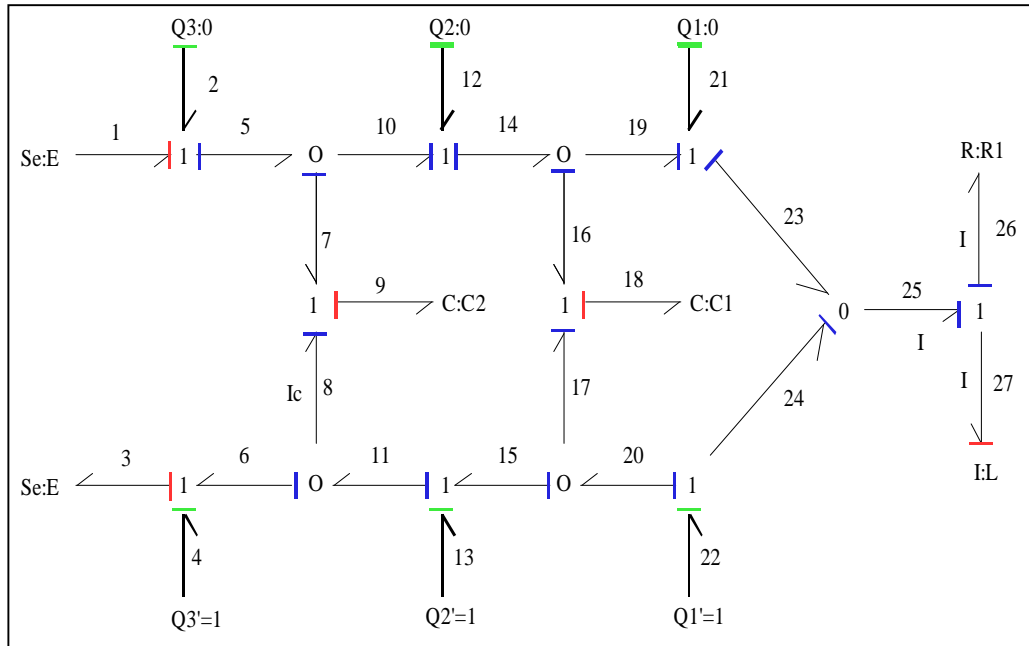 Q3:0 Q2:0 Q1:0
2 12 21
1 5 10 14 19
Se:E 1 O 1 O 1 R:R1
23 26
7 16 I
9 18 25
1 C:C2 1 C:C1 0 1
I
Ic 8 17 24 I 27
3 6 11 15 20
Se:E 1 O 1 O 1 I:L
4 13 22
Q3'=1 Q2'=1 Q1'=1